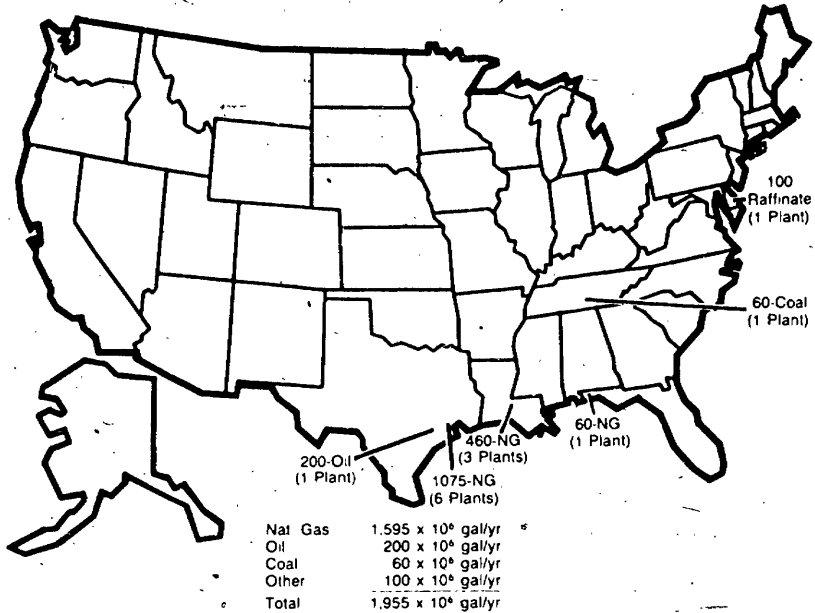 100
Raffinate
(1 Plant)
60-Coal
(1 Plant)
60-NG
(1 Plant)
460-NG
(3 Plants)
200-Oil
(1 Plant)
1075-NG
(6 Plants)
Nat Gas 1,595 x 10⁶ gal/yr
Oil 200 x 10⁶ gal/yr
Coal 60 x 10⁶ gal/yr
Other 100 x 10⁶ gal/yr
Total 1,955 x 10⁶ gal/yr